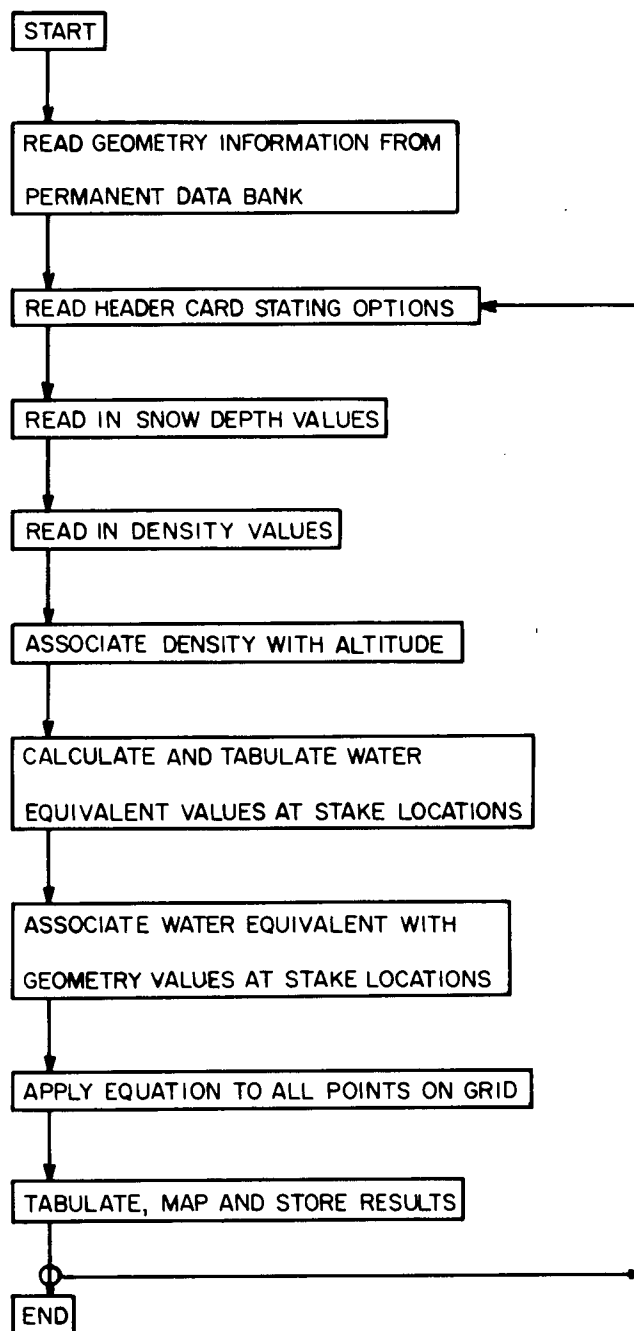 START
READ GEOMETRY INFORMATION FROM
PERMANENT DATA BANK
READ HEADER CARD STATING OPTIONS
READ IN SNOW DEPTH VALUES
READ IN DENSITY VALUES
ASSOCIATE DENSITY WITH ALTITUDE
CALCULATE AND TABULATE WATER
EQUIVALENT VALUES AT STAKE LOCATIONS
ASSOCIATE WATER EQUIVALENT WITH
GEOMETRY VALUES AT STAKE LOCATIONS
APPLY EQUATION TO ALL POINTS ON GRID
TABULATE, MAP AND STORE RESULTS
END